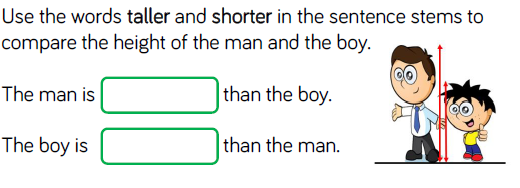 Use the words taller and shorter in the sentence stems to
compare the height of the man and the boy.
The man is than the boy.
The boy is than the man.